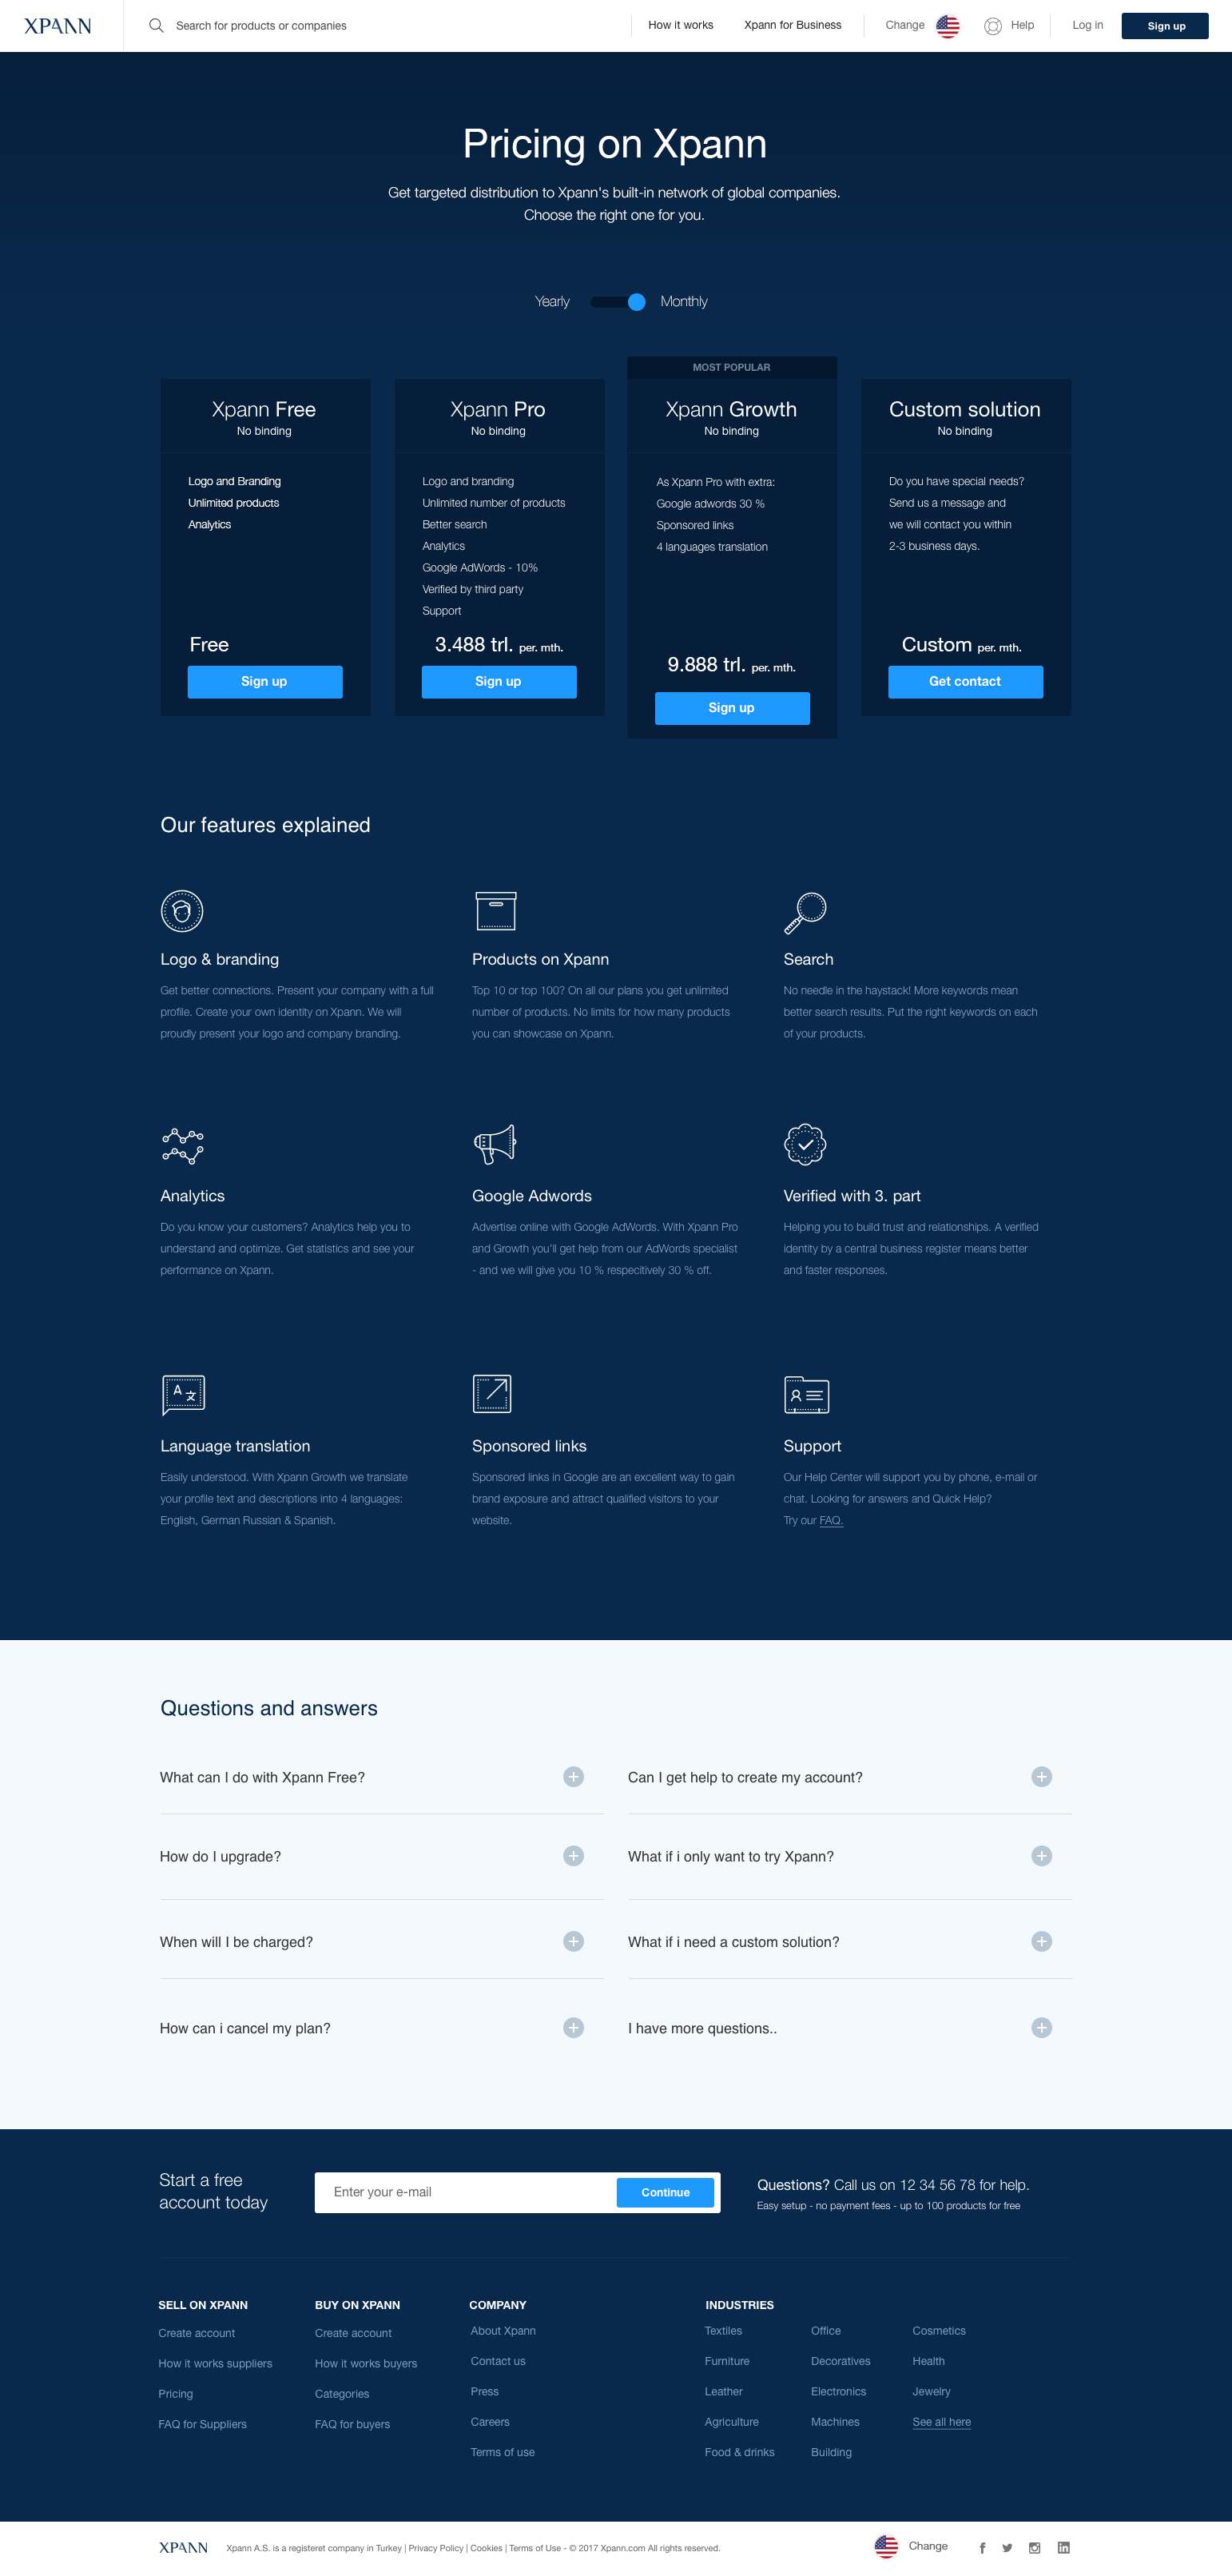 XPANN
Search for products or companies
How it works
Xpann for Business
Change
Help
Log in
Sign up
Pricing on Xpann
Get targeted distribution to Xpann's built-in network of global companies.
Choose the right one for you.
Yearly
Monthly
Xpann Free
No binding
Logo and Branding
Unlimited products
Analytics
Free
Sign up
Xpann Pro
No binding
Logo and branding
Unlimited number of products
Better search
Analytics
Google AdWords - 10%
Verified by third party
Support
3.488 trl. per. mth.
Sign up
MOST POPULAR
Xpann Growth
No binding
As Xpann Pro with extra:
Google adwords 30 %
Sponsored links
4 languages translation
9.888 trl. per. mth.
Sign up
Custom solution
No binding
Do you have special needs?
Send us a message and
we will contact you within
2-3 business days.
Custom per. mth.
Get contact
Our features explained
Logo & branding
Get better connections. Present your company with a full
profile. Create your own identity on Xpann. We will
proudly present your logo and company branding.
Products on Xpann
Top 10 or top 100? On all our plans you get unlimited
number of products. No limits for how many products
you can showcase on Xpann.
Search
No needle in the haystack! More keywords mean
better search results. Put the right keywords on each
of your products.
Analytics
Do you know your customers? Analytics help you to
understand and optimize. Get statistics and see your
performance on Xpann.
Google Adwords
Advertise online with Google AdWords. With Xpann Pro
and Growth you'll get help from our AdWords specialist
- and we will give you 10 % respecitively 30 % off.
Verified with 3. part
Helping you to build trust and relationships. A verified
identity by a central business register means better
and faster responses.
A 文
Language translation
Easily understood. With Xpann Growth we translate
your profile text and descriptions into 4 languages:
English, German Russian & Spanish.
Sponsored links
Sponsored links in Google are an excellent way to gain
brand exposure and attract qualified visitors to your
website.
Support
Our Help Center will support you by phone, e-mail or
chat. Looking for answers and Quick Help?
Try our FAQ.
Questions and answers
What can I do with Xpann Free?
Can I get help to create my account?
How do I upgrade?
What if i only want to try Xpann?
When will I be charged?
What if i need a custom solution?
How can i cancel my plan?
I have more questions..
Start a free
account today
Enter your e-mail
Continue
Questions? Call us on 12 34 56 78 for help.
Easy setup - no payment fees - up to 100 products for free
SELL ON XPANN
Create account
How it works suppliers
Pricing
FAQ for Suppliers
BUY ON XPANN
Create account
How it works buyers
Categories
FAQ for buyers
COMPANY
About Xpann
Contact us
Press
Careers
Terms of use
INDUSTRIES
Textiles
Furniture
Leather
Agriculture
Food & drinks
Office
Decoratives
Electronics
Machines
Building
Cosmetics
Health
Jewelry
See all here
XPANN
Xpann A.S. is a registeret company in Turkey | Privacy Policy | Cookies | Terms of Use - © 2017 Xpann.com All rights reserved.
Change